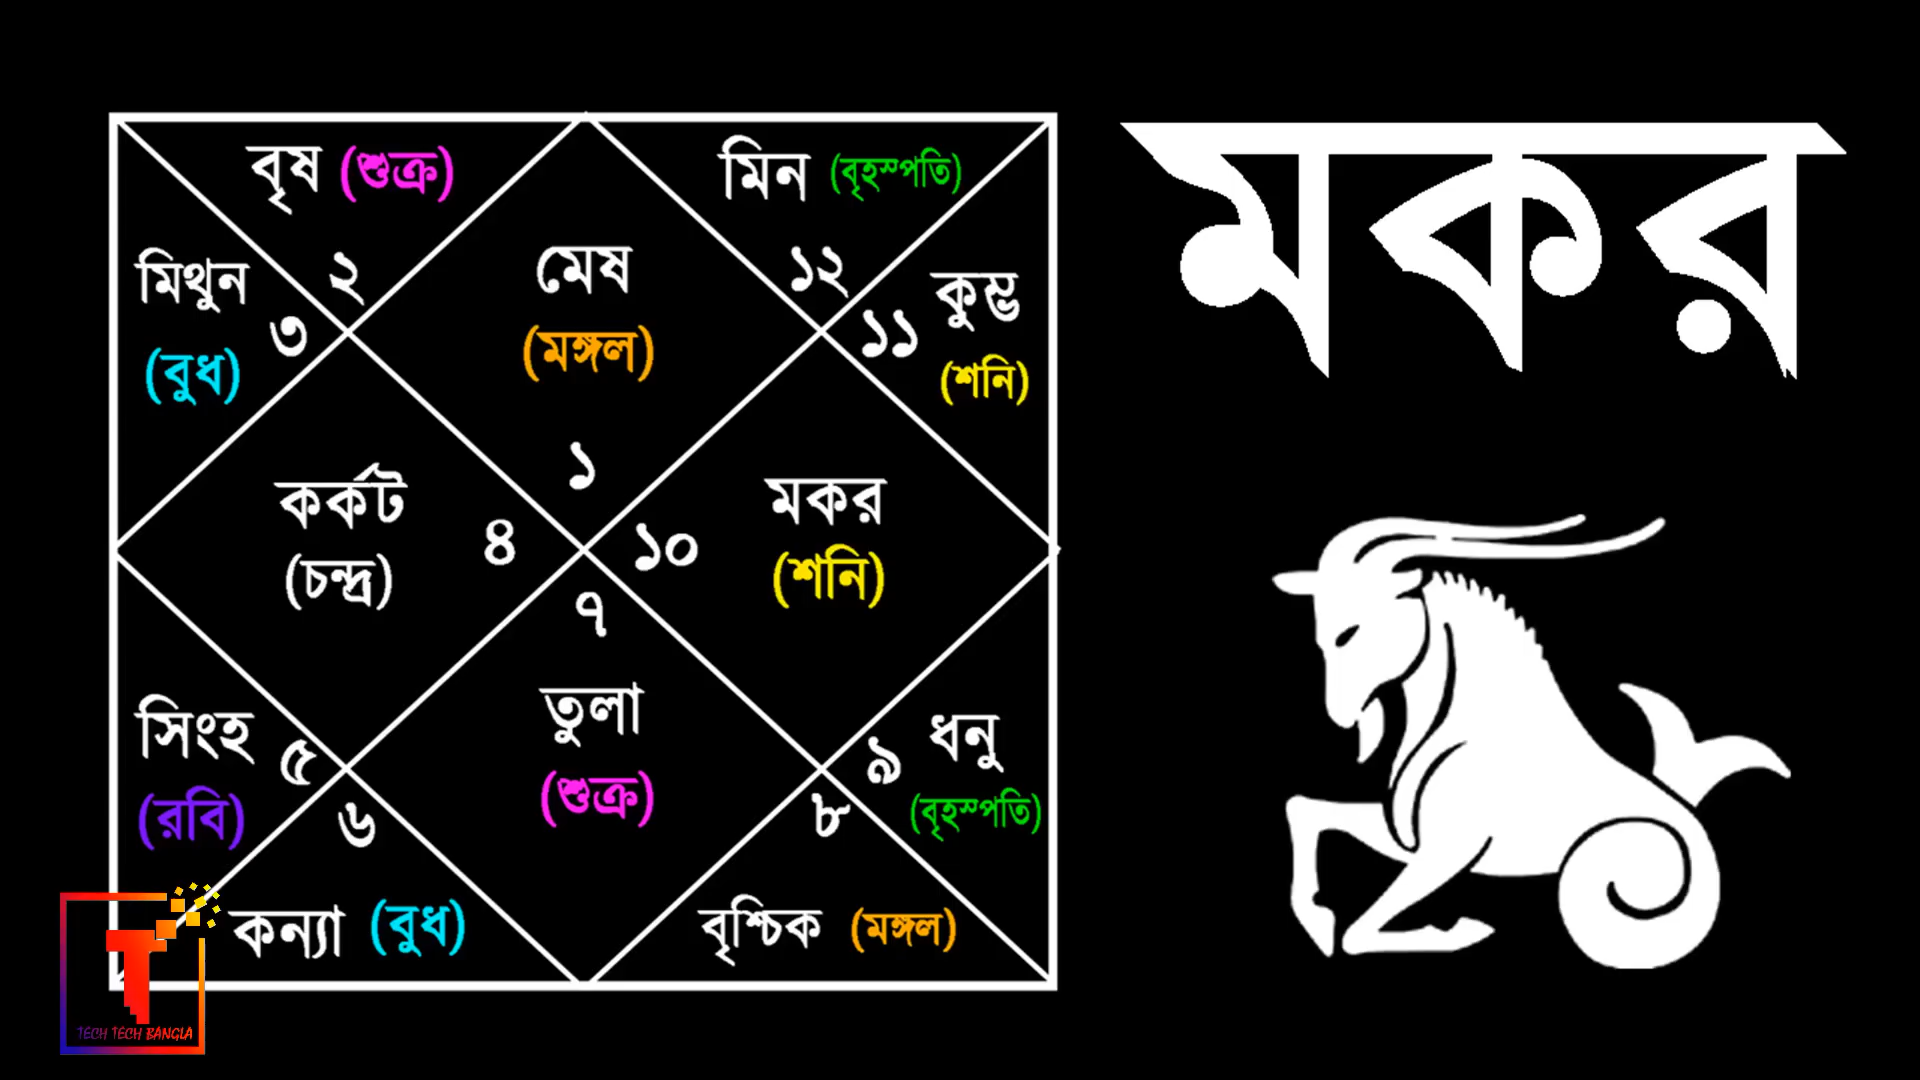 বৃষ (শুক্র)
মিন (বৃহস্পতি)
মকর
মিথুন
২
মেষ
১২
কুম্ভ
৩
(বুধ)
(মঙ্গল)
১১
(শনি)
১
কর্কট
(চন্দ্র)
৪
১০
মকর
(শনি)
৭
সিংহ
৫
(রবি)
তুলা
(শুক্র)
৯
ধনু
(বৃহস্পতি)
৬
৮
কন্যা (বুধ)
বৃশ্চিক (মঙ্গল)
T
TECH TECH BANGLA